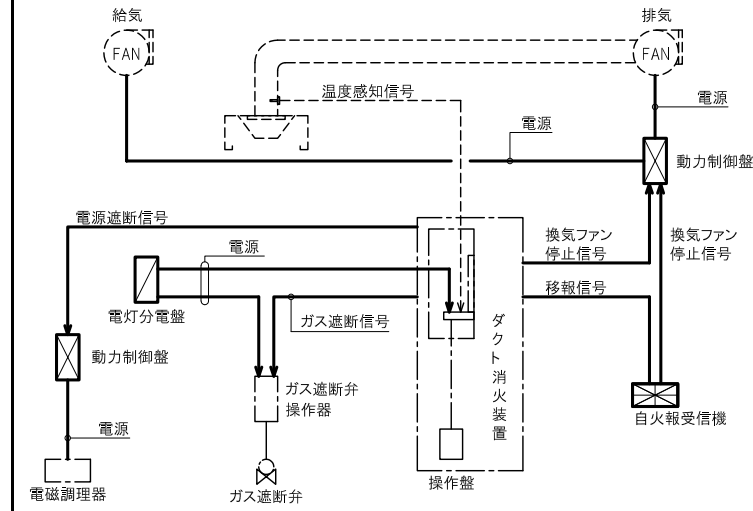 給気
排気
FAN
FAN
温度感知信号
電源
電源
動力制御盤
電源遮断信号
換気ファン
停止信号
換気ファン
停止信号
電源
移報信号
電灯分電盤
ガス遮断信号
ダクト消火装置
動力制御盤
ガス遮断弁
操作器
自火報受信機
電源
操作盤
電磁調理器
ガス遮断弁